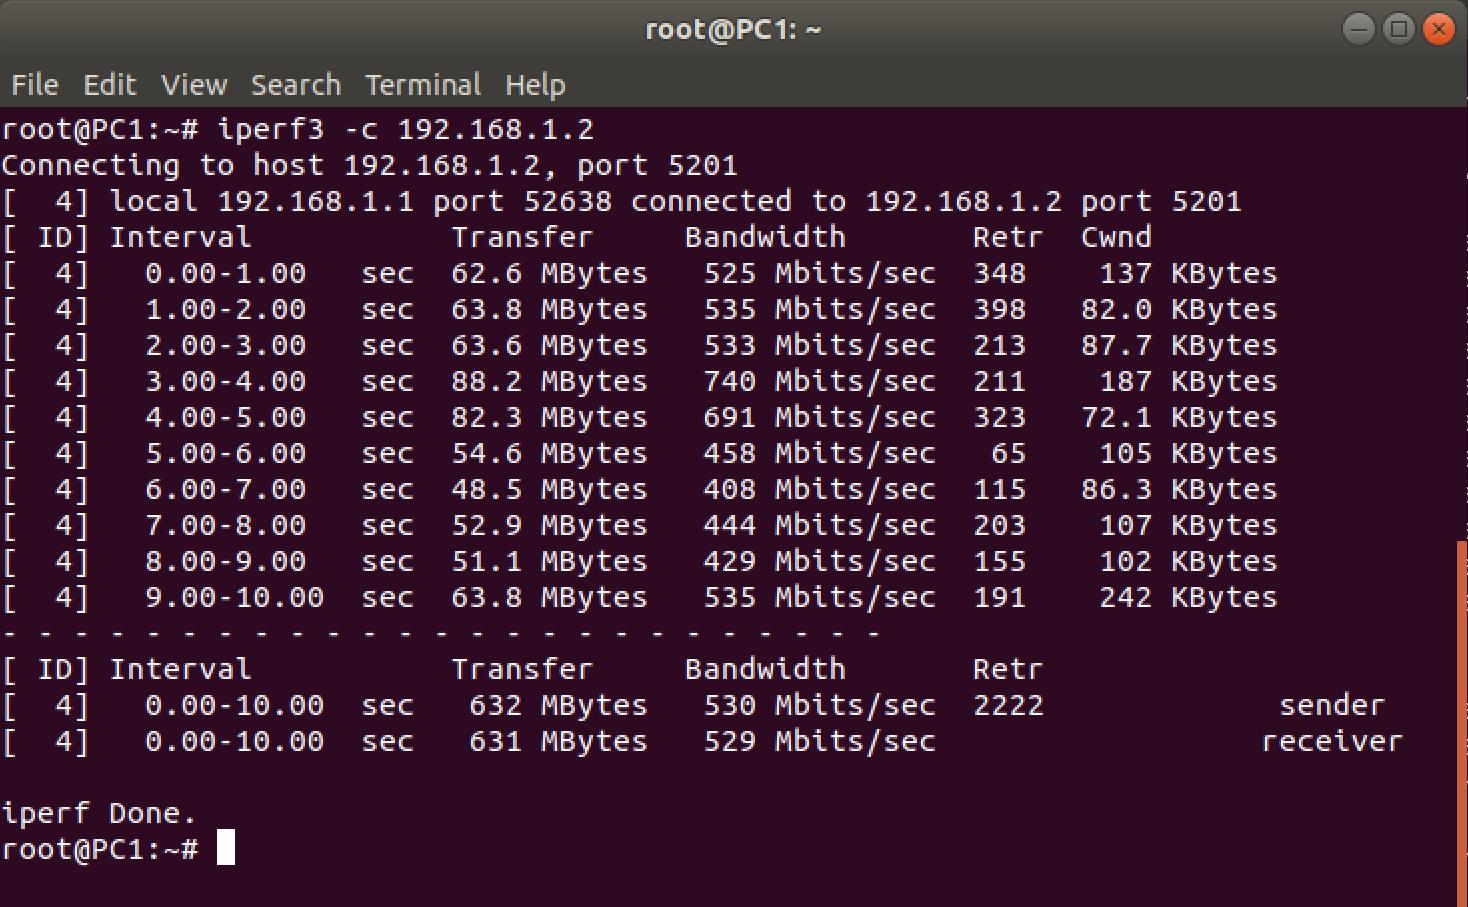 root@PC1: ~
File Edit View Search Terminal Help
root@PC1:~# iperf3 -c 192.168.1.2
Connecting to host 192.168.1.2, port 5201
[  4] local 192.168.1.1 port 52638 connected to 192.168.1.2 port 5201
[ ID] Interval           Transfer     Bandwidth       Retr  Cwnd
[  4]   0.00-1.00   sec  62.6 MBytes   525 Mbits/sec  348    137 KBytes
[  4]   1.00-2.00   sec  63.8 MBytes   535 Mbits/sec  398   82.0 KBytes
[  4]   2.00-3.00   sec  63.6 MBytes   533 Mbits/sec  213   87.7 KBytes
[  4]   3.00-4.00   sec  88.2 MBytes   740 Mbits/sec  211    187 KBytes
[  4]   4.00-5.00   sec  82.3 MBytes   691 Mbits/sec  323   72.1 KBytes
[  4]   5.00-6.00   sec  54.6 MBytes   458 Mbits/sec   65    105 KBytes
[  4]   6.00-7.00   sec  48.5 MBytes   408 Mbits/sec  115   86.3 KBytes
[  4]   7.00-8.00   sec  52.9 MBytes   444 Mbits/sec  203    107 KBytes
[  4]   8.00-9.00   sec  51.1 MBytes   429 Mbits/sec  155    102 KBytes
[  4]   9.00-10.00  sec  63.8 MBytes   535 Mbits/sec  191    242 KBytes
- - - - - - - - - - - - - - - - - - - - - - - - -
[ ID] Interval           Transfer     Bandwidth       Retr
[  4]   0.00-10.00  sec   632 MBytes   530 Mbits/sec  2222             sender
[  4]   0.00-10.00  sec   631 MBytes   529 Mbits/sec                  receiver
iperf Done.
root@PC1:~#